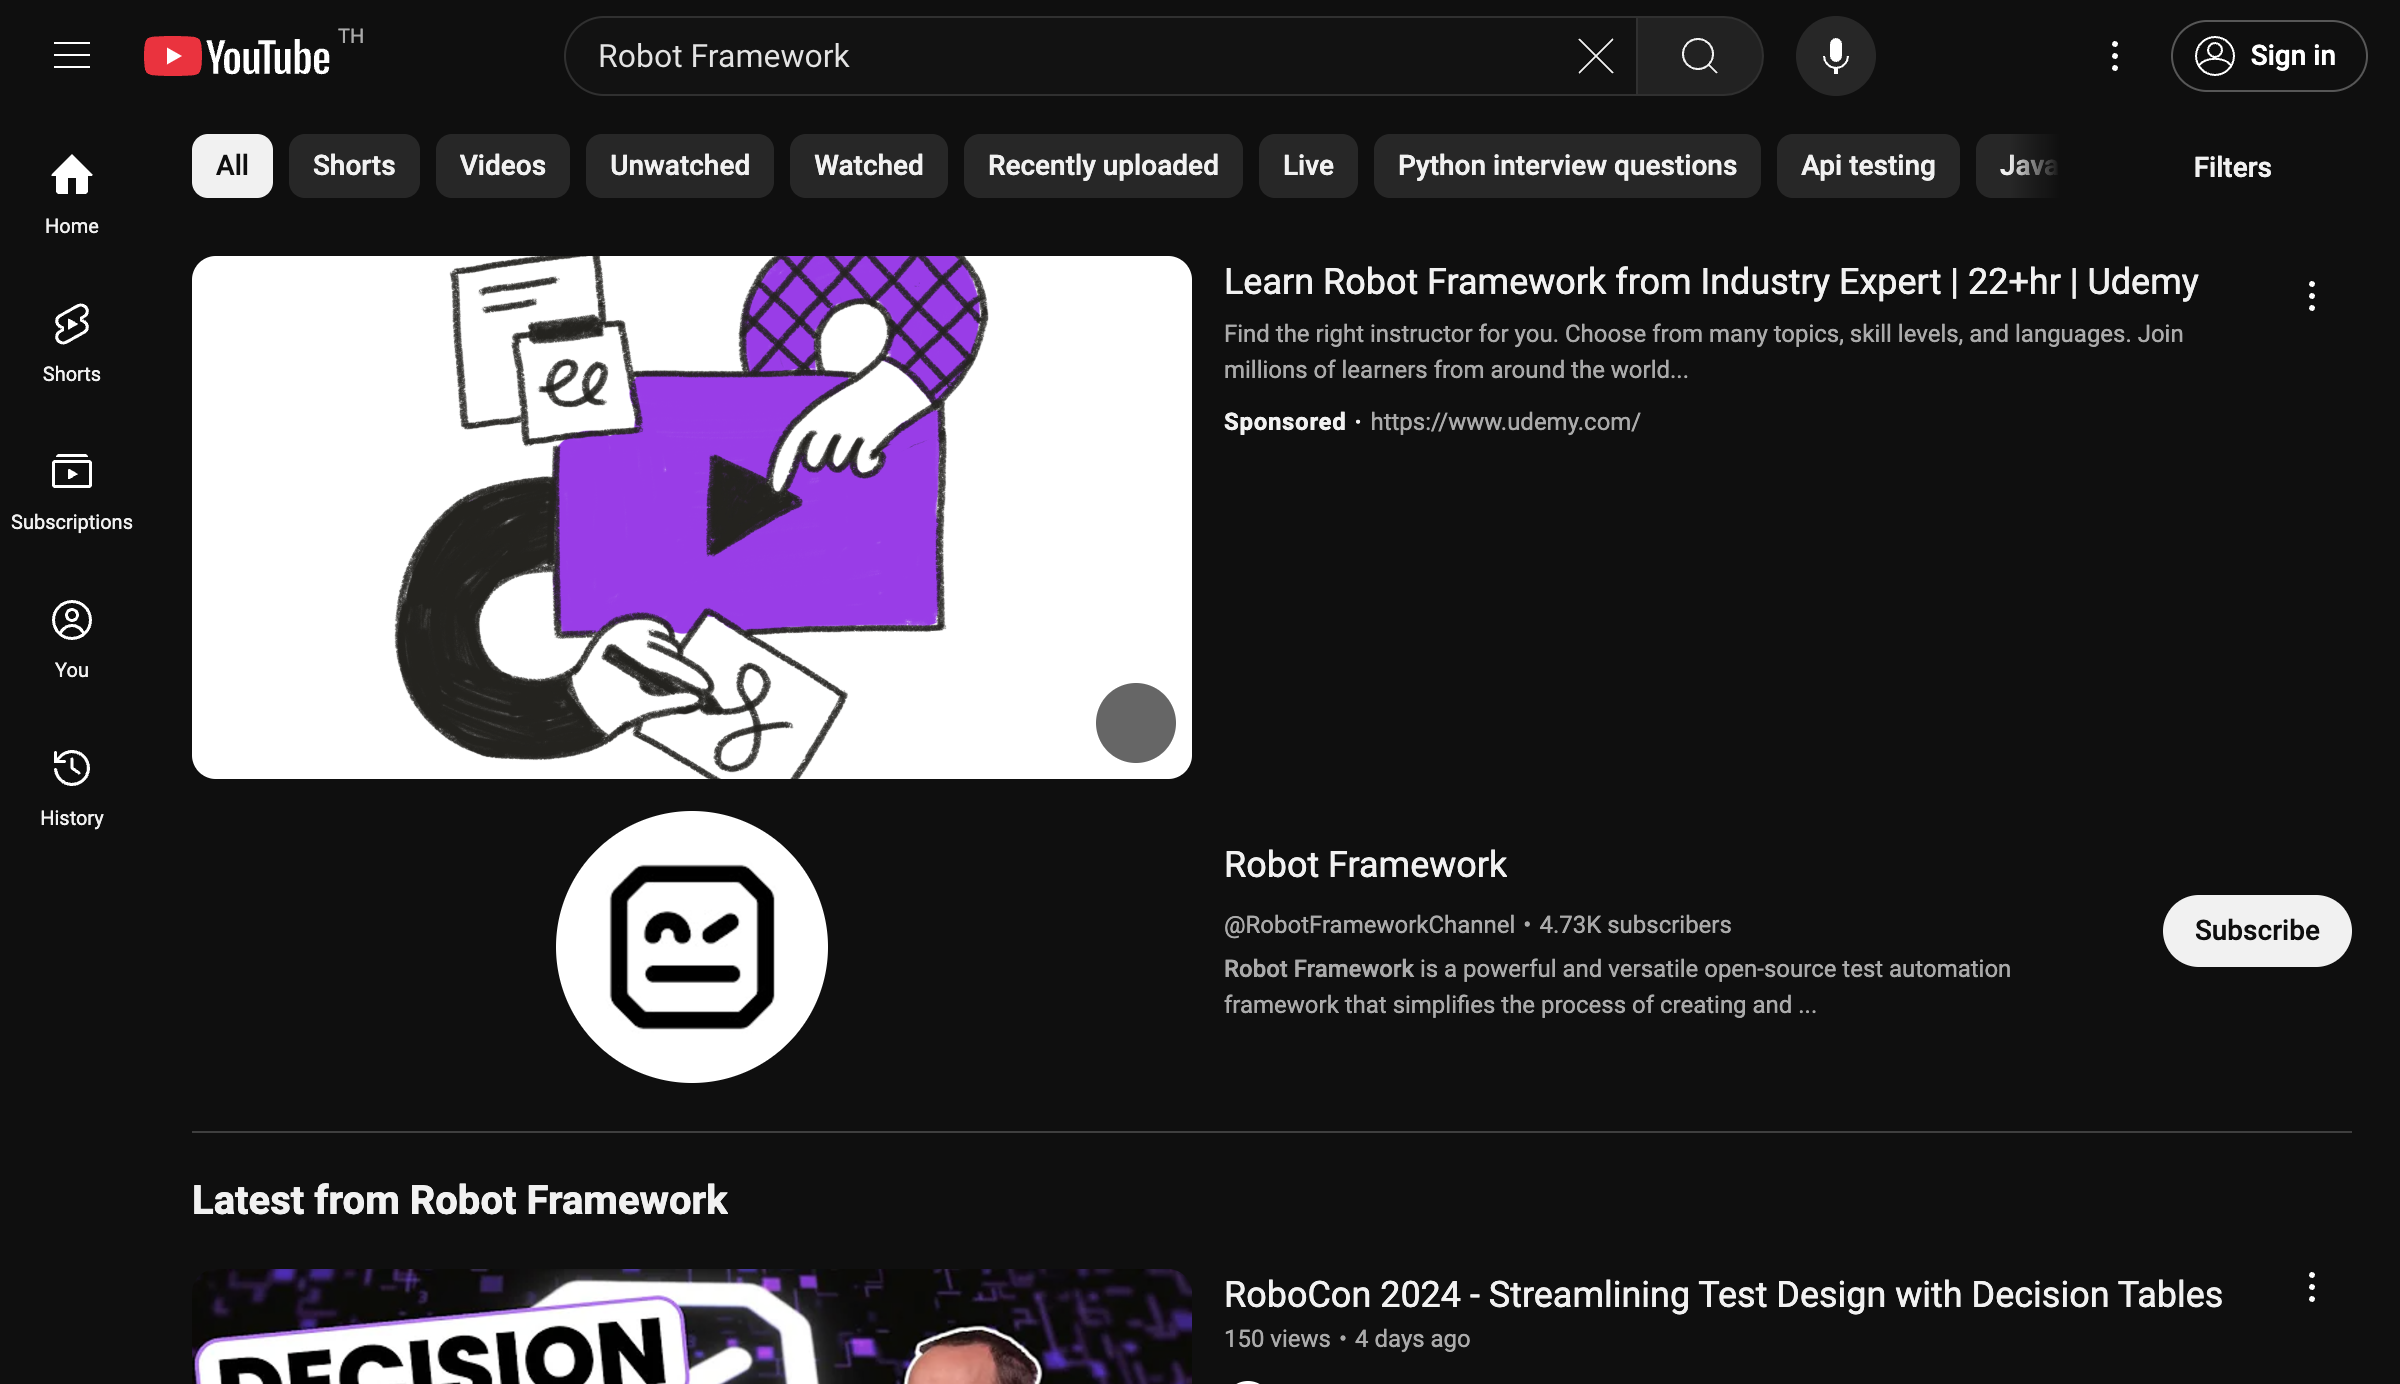 YouTube TH
Robot Framework
Sign in
All
Shorts
Videos
Unwatched
Watched
Recently uploaded
Live
Python interview questions
Api testing
Java
Filters
Home
Shorts
Subscriptions
You
History
Learn Robot Framework from Industry Expert | 22+hr | Udemy
Find the right instructor for you. Choose from many topics, skill levels, and languages. Join
millions of learners from around the world...
Sponsored · https://www.udemy.com/
Robot Framework
@RobotFrameworkChannel • 4.73K subscribers
Robot Framework is a powerful and versatile open-source test automation
framework that simplifies the process of creating and ...
Subscribe
Latest from Robot Framework
DECISION
RoboCon 2024 - Streamlining Test Design with Decision Tables
150 views • 4 days ago